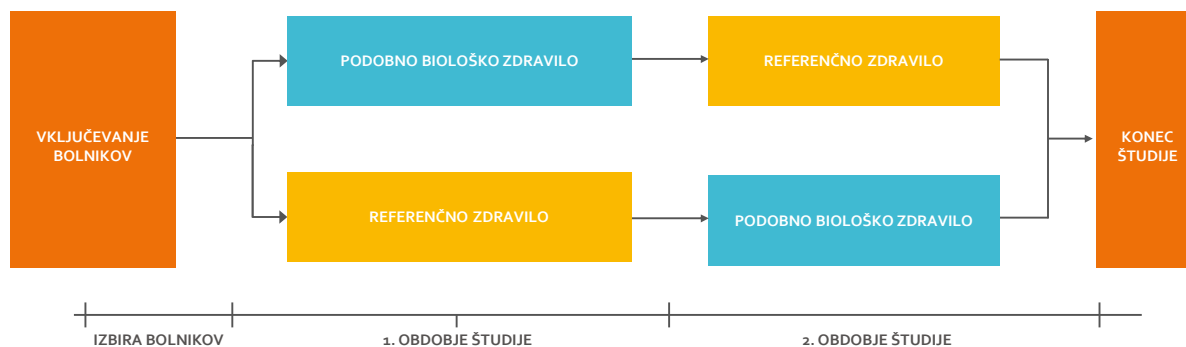 VKLJUČEVANJE
BOLNIKOV
PODOBNO BIOLOŠKO ZDRAVILO
REFERENČNO ZDRAVILO
REFERENČNO ZDRAVILO
PODOBNO BIOLOŠKO ZDRAVILO
KONEC
ŠTUDIJE
IZBIRA BOLNIKOV
1. OBDOBJE ŠTUDIJE
2. OBDOBJE ŠTUDIJE